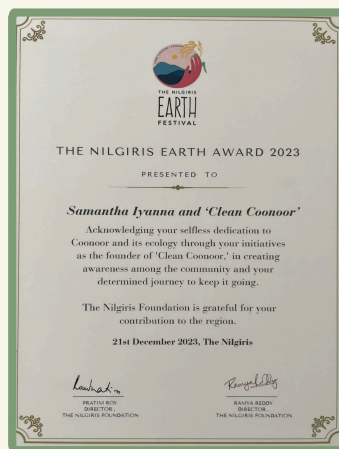 THE NILGIRIS
EARTH
FESTIVAL
THE NILGIRIS EARTH AWARD 2023
PRESENTED TO
Samantha Iyanna and ‘Clean Coonoor’
Acknowledging your selfless dedication to
Coonoor and its ecology through your initiatives
as the founder of 'Clean Coonoor,' in creating
awareness among the community and your
determined journey to keep it going.
The Nilgiris Foundation is grateful for your
contribution to the region.
21st December 2023, The Nilgiris
PRATIM ROY
DIRECTOR,
THE NILGIRIS FOUNDATION
Ramya Reddy
RAMYA REDDY
DIRECTOR,
THE NILGIRIS FOUNDATION